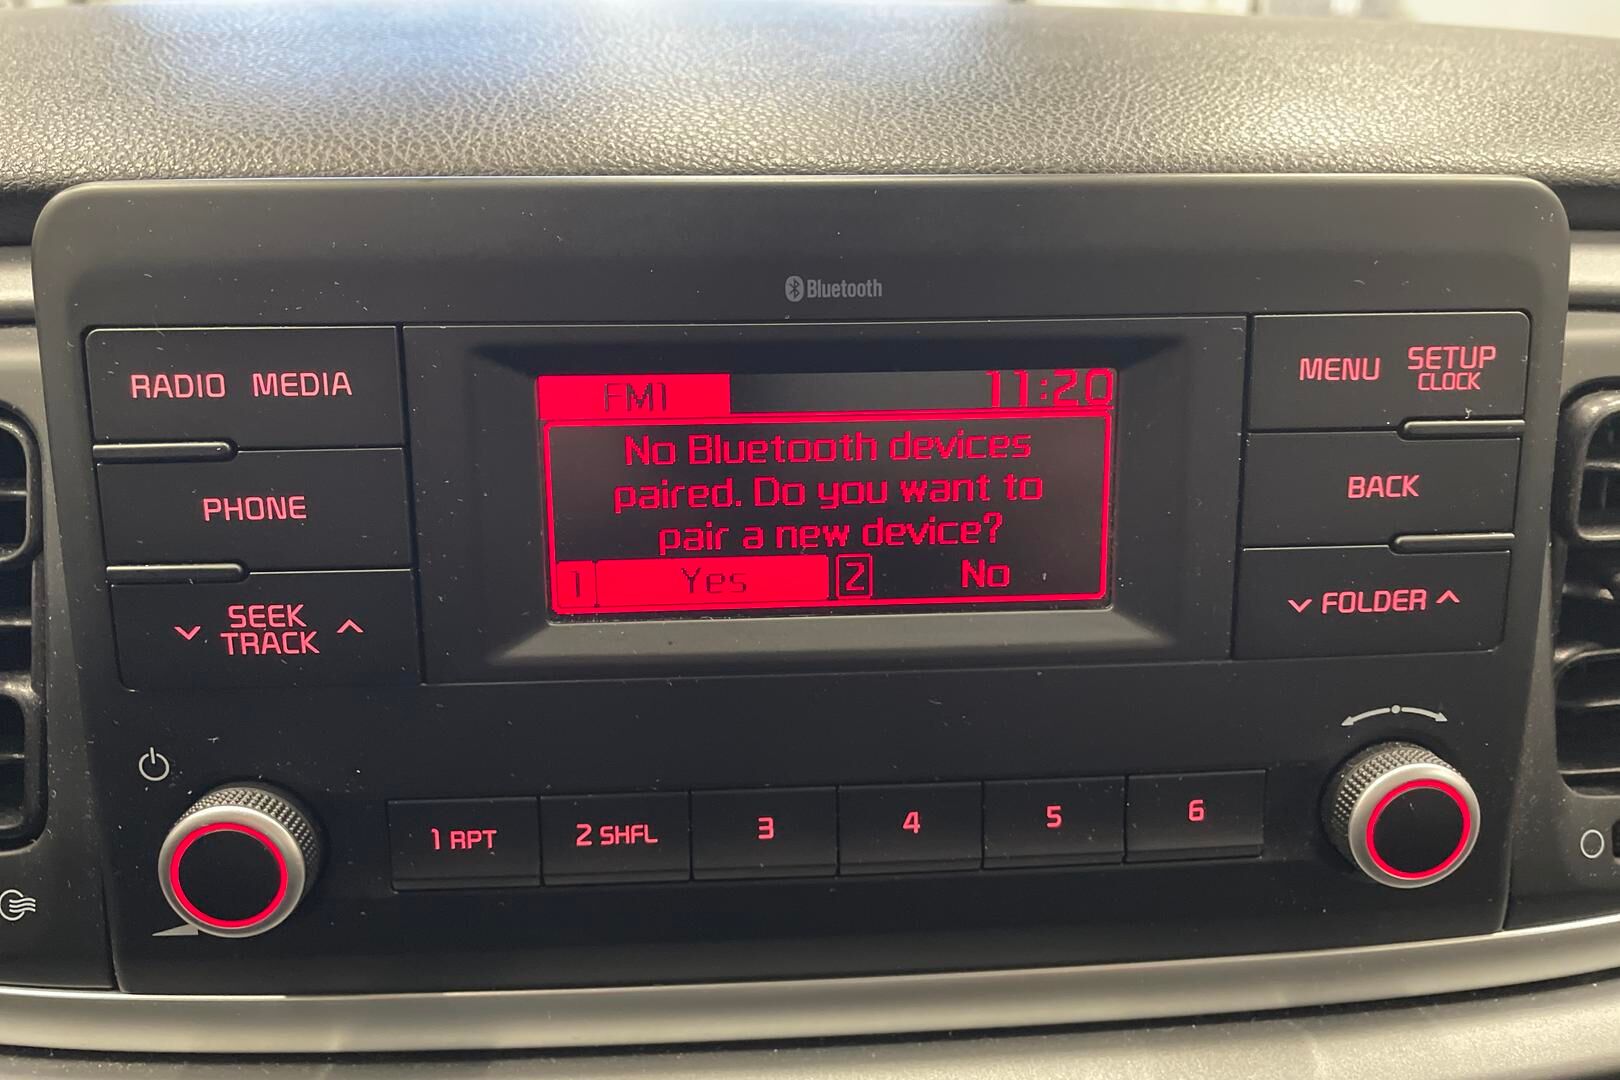 Bluetooth
RADIO MEDIA
PHONE
SEEK
TRACK
FM1 11:20
No Bluetooth devices
paired. Do you want to
pair a new device?
1 Yes 2 No
MENU SETUP
CLOCK
BACK
FOLDER
1 RPT 2 SHFL 3 4 5 6